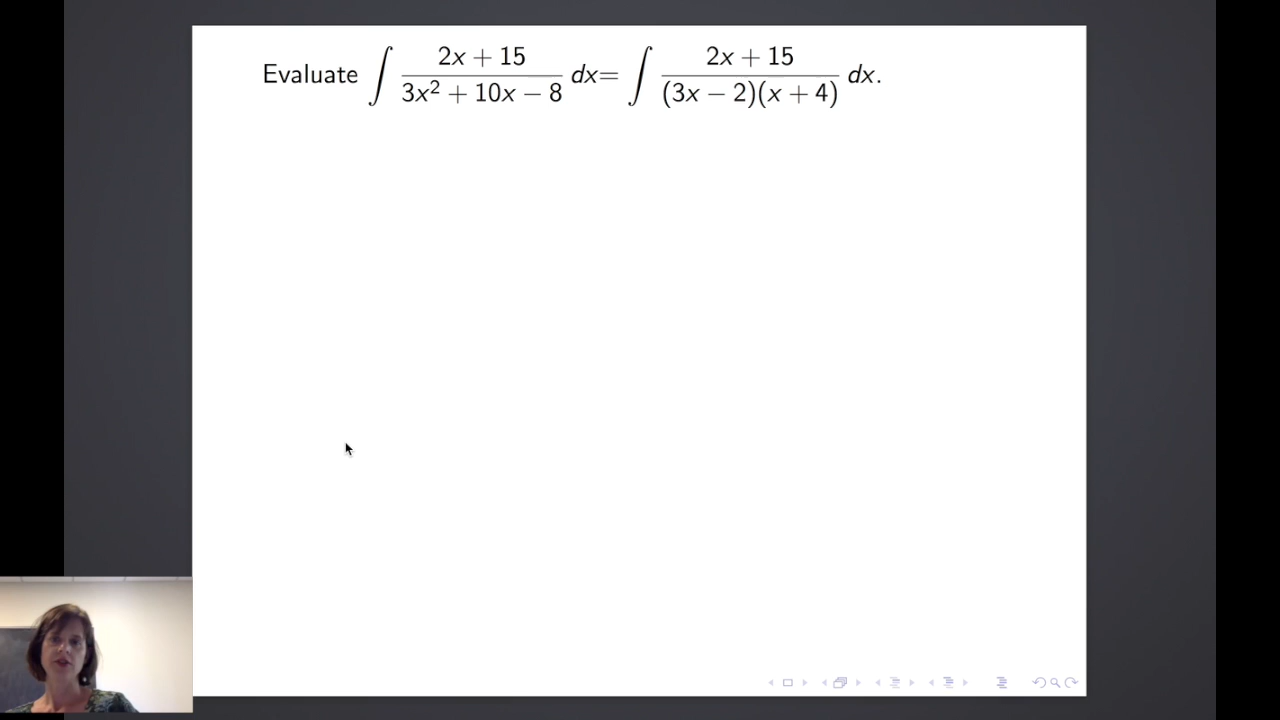 Evaluate ∫ (2x + 15)/(3x² + 10x − 8) dx = ∫ (2x + 15)/((3x − 2)(x + 4)) dx.